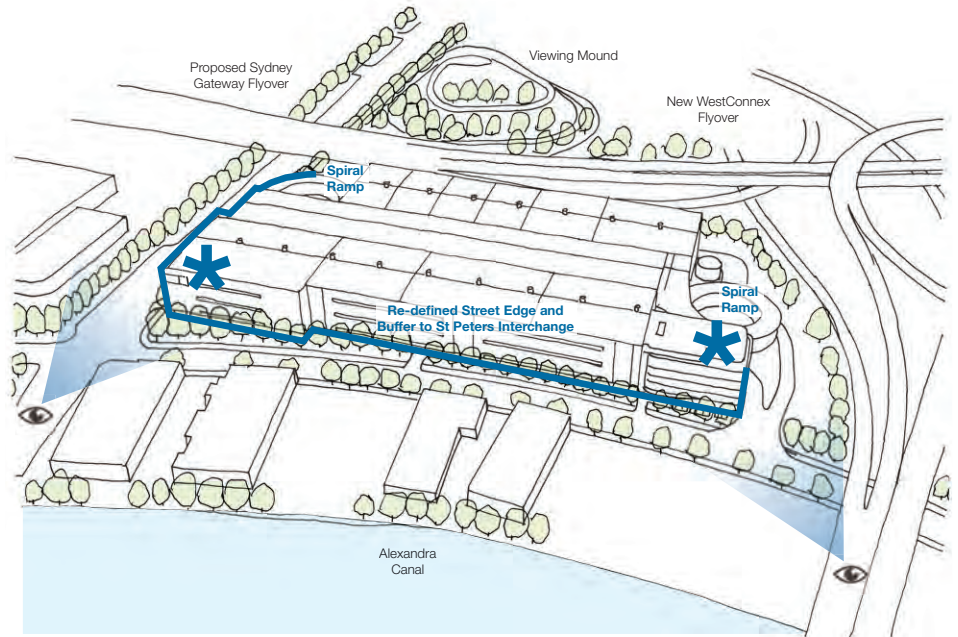 Viewing Mound
Proposed Sydney
Gateway Flyover
New WestConnex
Flyover
Spiral
Ramp
Spiral
Ramp
Re-defined Street Edge and
Buffer to St Peters Interchange
Alexandra
Canal